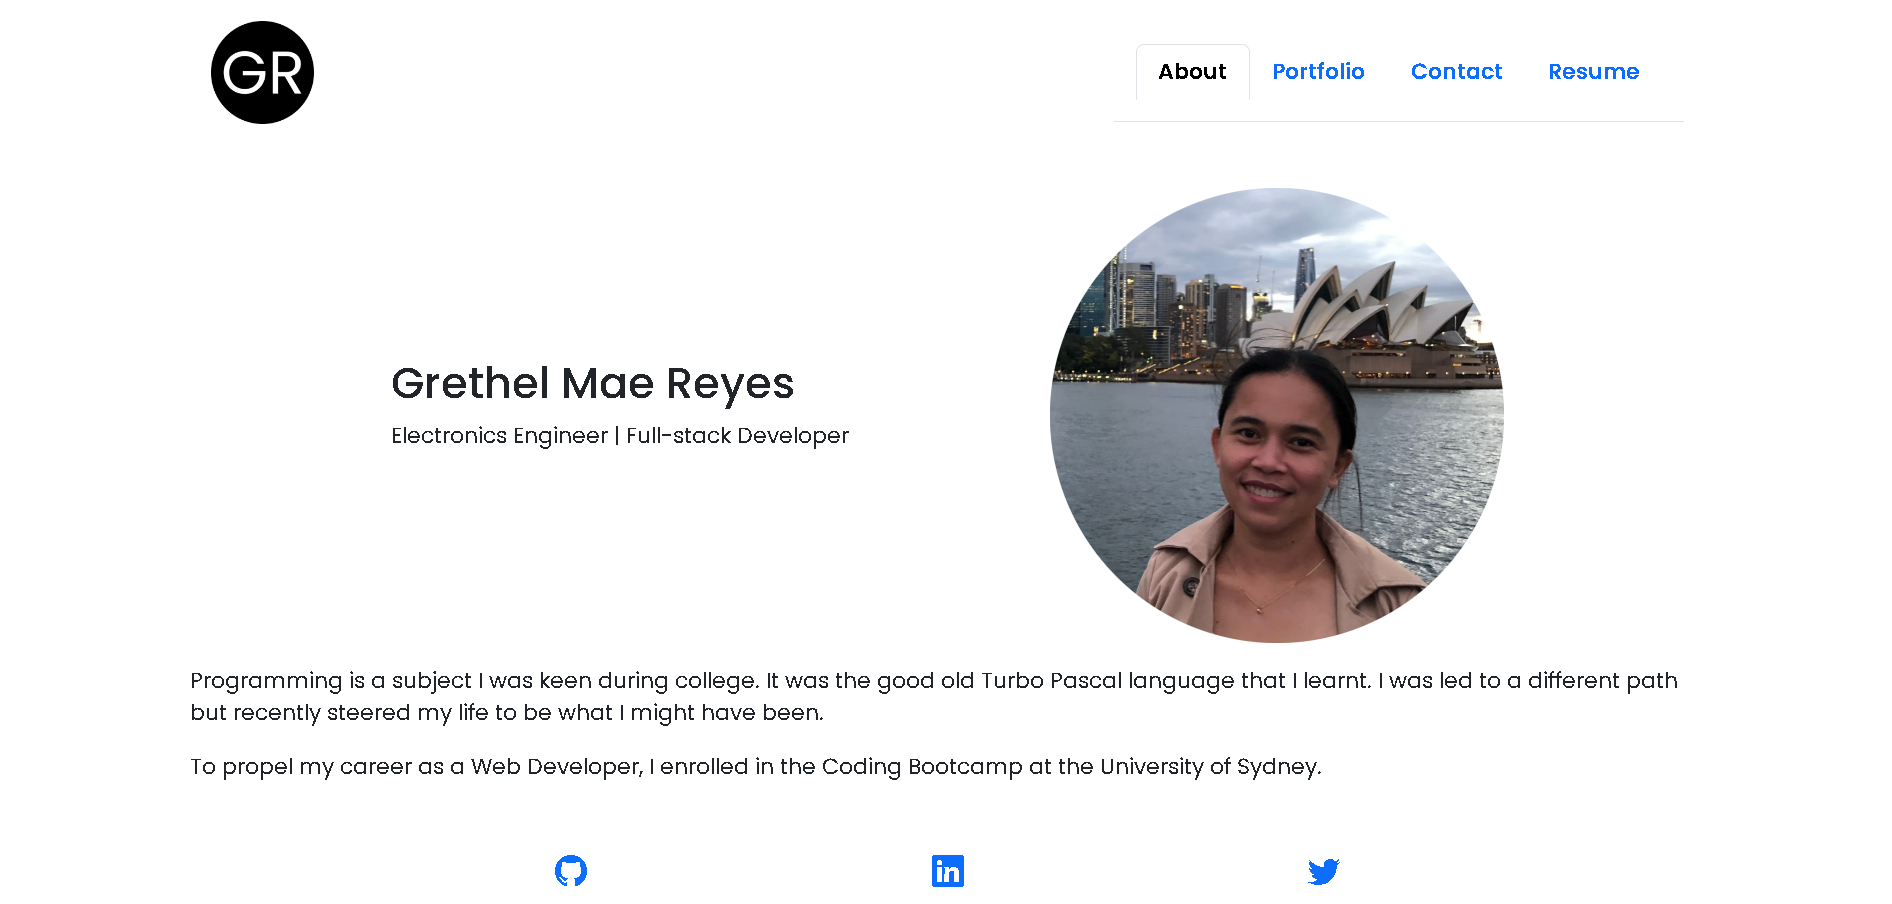 GR
About Portfolio Contact Resume
Grethel Mae Reyes
Electronics Engineer | Full-stack Developer
Programming is a subject I was keen during college. It was the good old Turbo Pascal language that I learnt. I was led to a different path
but recently steered my life to be what I might have been.
To propel my career as a Web Developer, I enrolled in the Coding Bootcamp at the University of Sydney.
in